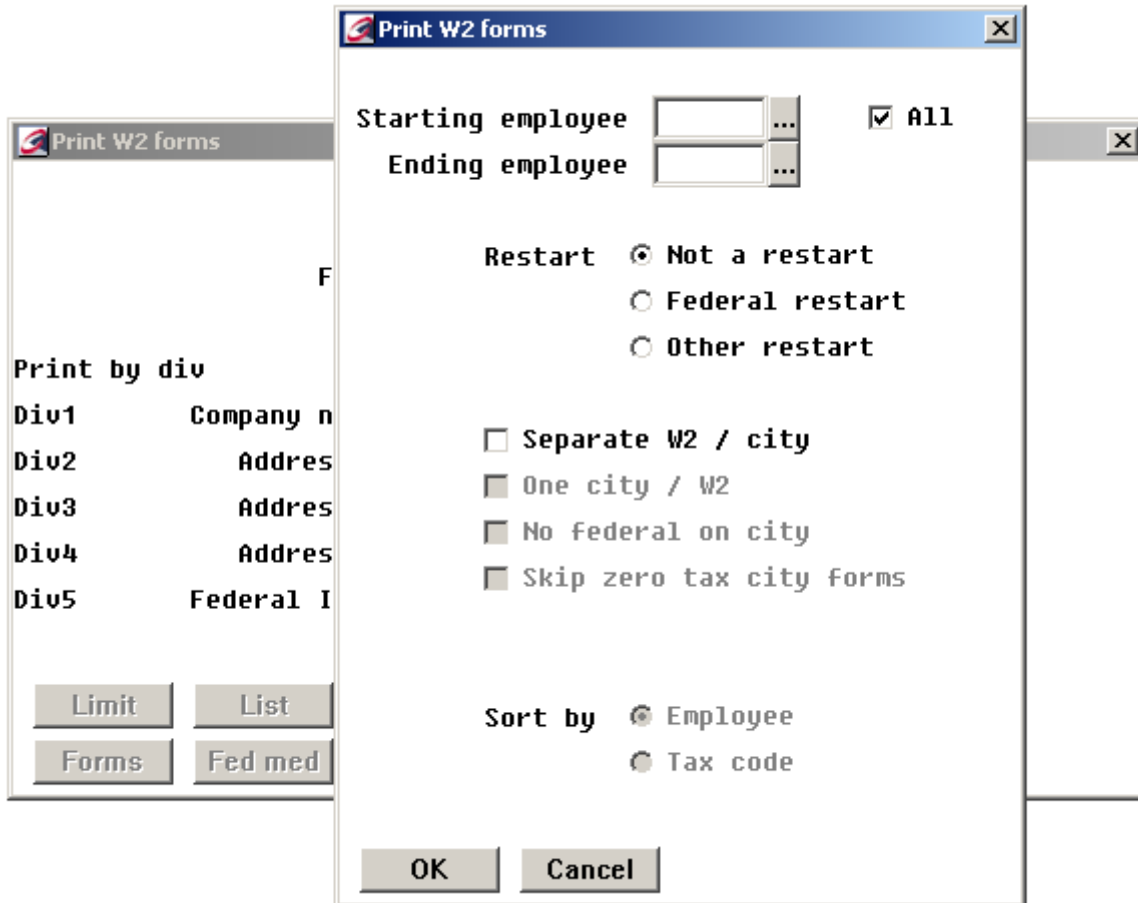 Print W2 forms
Starting employee ... All
Ending employee ...
Restart Not a restart
Federal restart
Other restart
Separate W2 / city
One city / W2
No federal on city
Skip zero tax city forms
Sort by Employee
Tax code
OK Cancel
Print W2 forms
F
Print by div
Div1 Company n
Div2 Addres
Div3 Addres
Div4 Addres
Div5 Federal I
Limit List
Forms Fed med